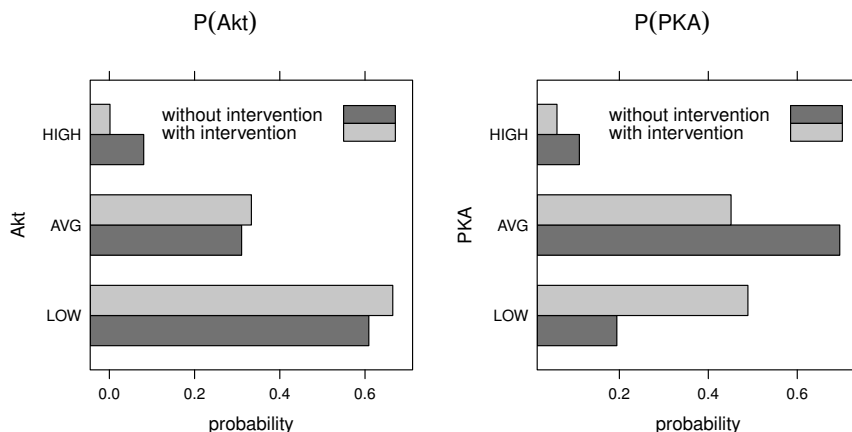 P(Akt)
without intervention
with intervention
HIGH
AVG
LOW
Akt
0.0 0.2 0.4 0.6
probability
P(PKA)
without intervention
with intervention
HIGH
AVG
LOW
PKA
0.2 0.4 0.6
probability